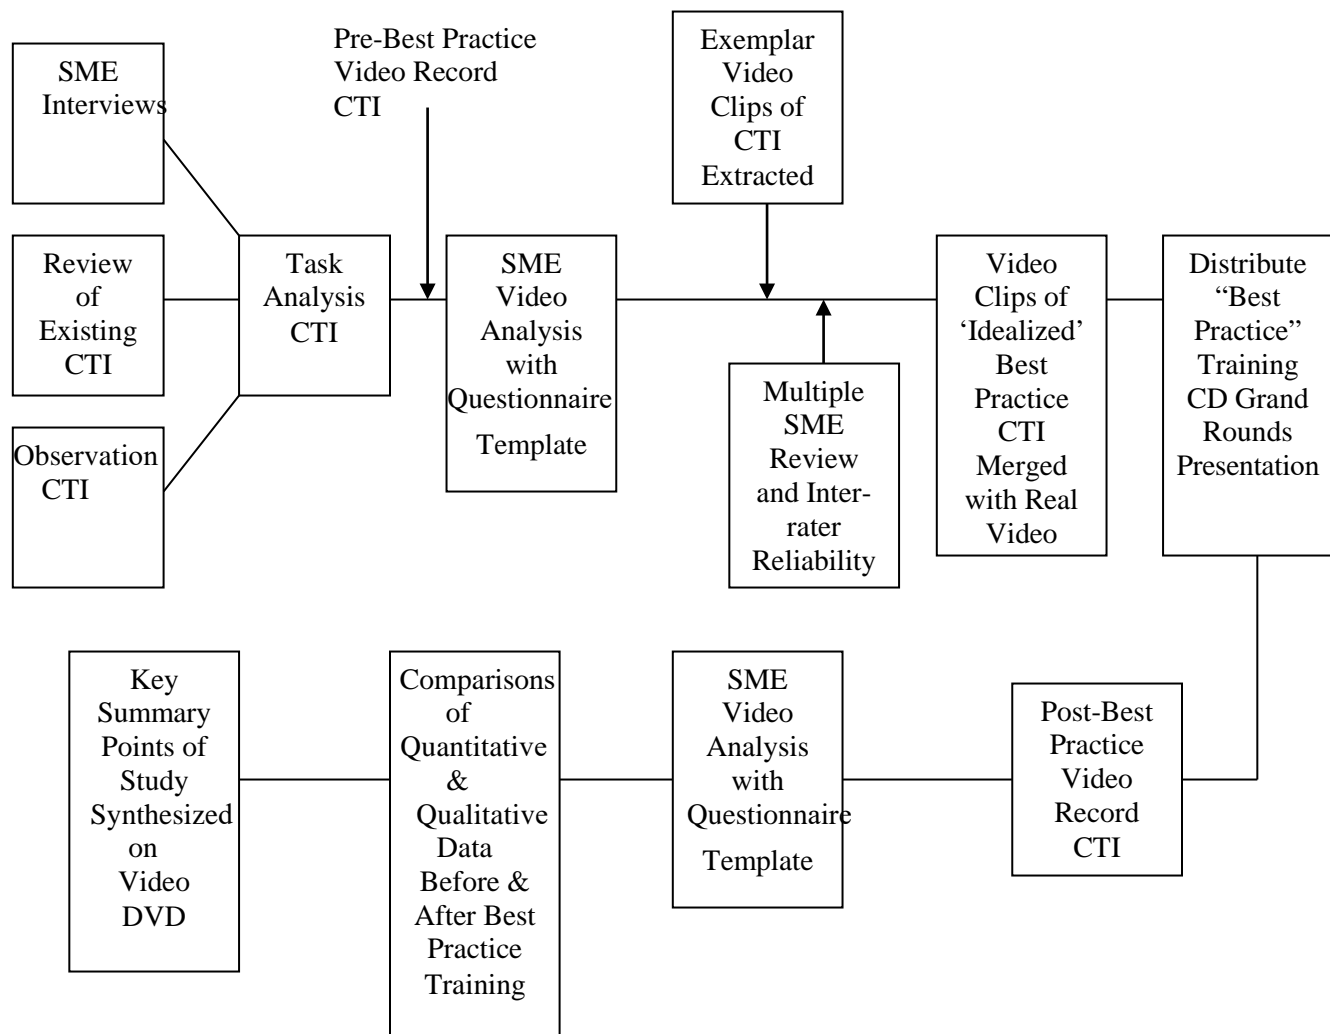 SME
Interviews
Review
of
Existing
CTI
Observation
CTI
Task
Analysis
CTI
Pre-Best Practice
Video Record
CTI
SME
Video
Analysis
with
Questionnaire
Template
Exemplar
Video
Clips of
CTI
Extracted
Multiple
SME
Review
and Inter-
rater
Reliability
Video
Clips of
‘Idealized’
Best
Practice
CTI
Merged
with Real
Video
Distribute
“Best
Practice”
Training
CD Grand
Rounds
Presentation
Post-Best
Practice
Video
Record
CTI
SME
Video
Analysis
with
Questionnaire
Template
Comparisons
of
Quantitative
&
Qualitative
Data
Before &
After Best
Practice
Training
Key
Summary
Points of
Study
Synthesized
on
Video
DVD